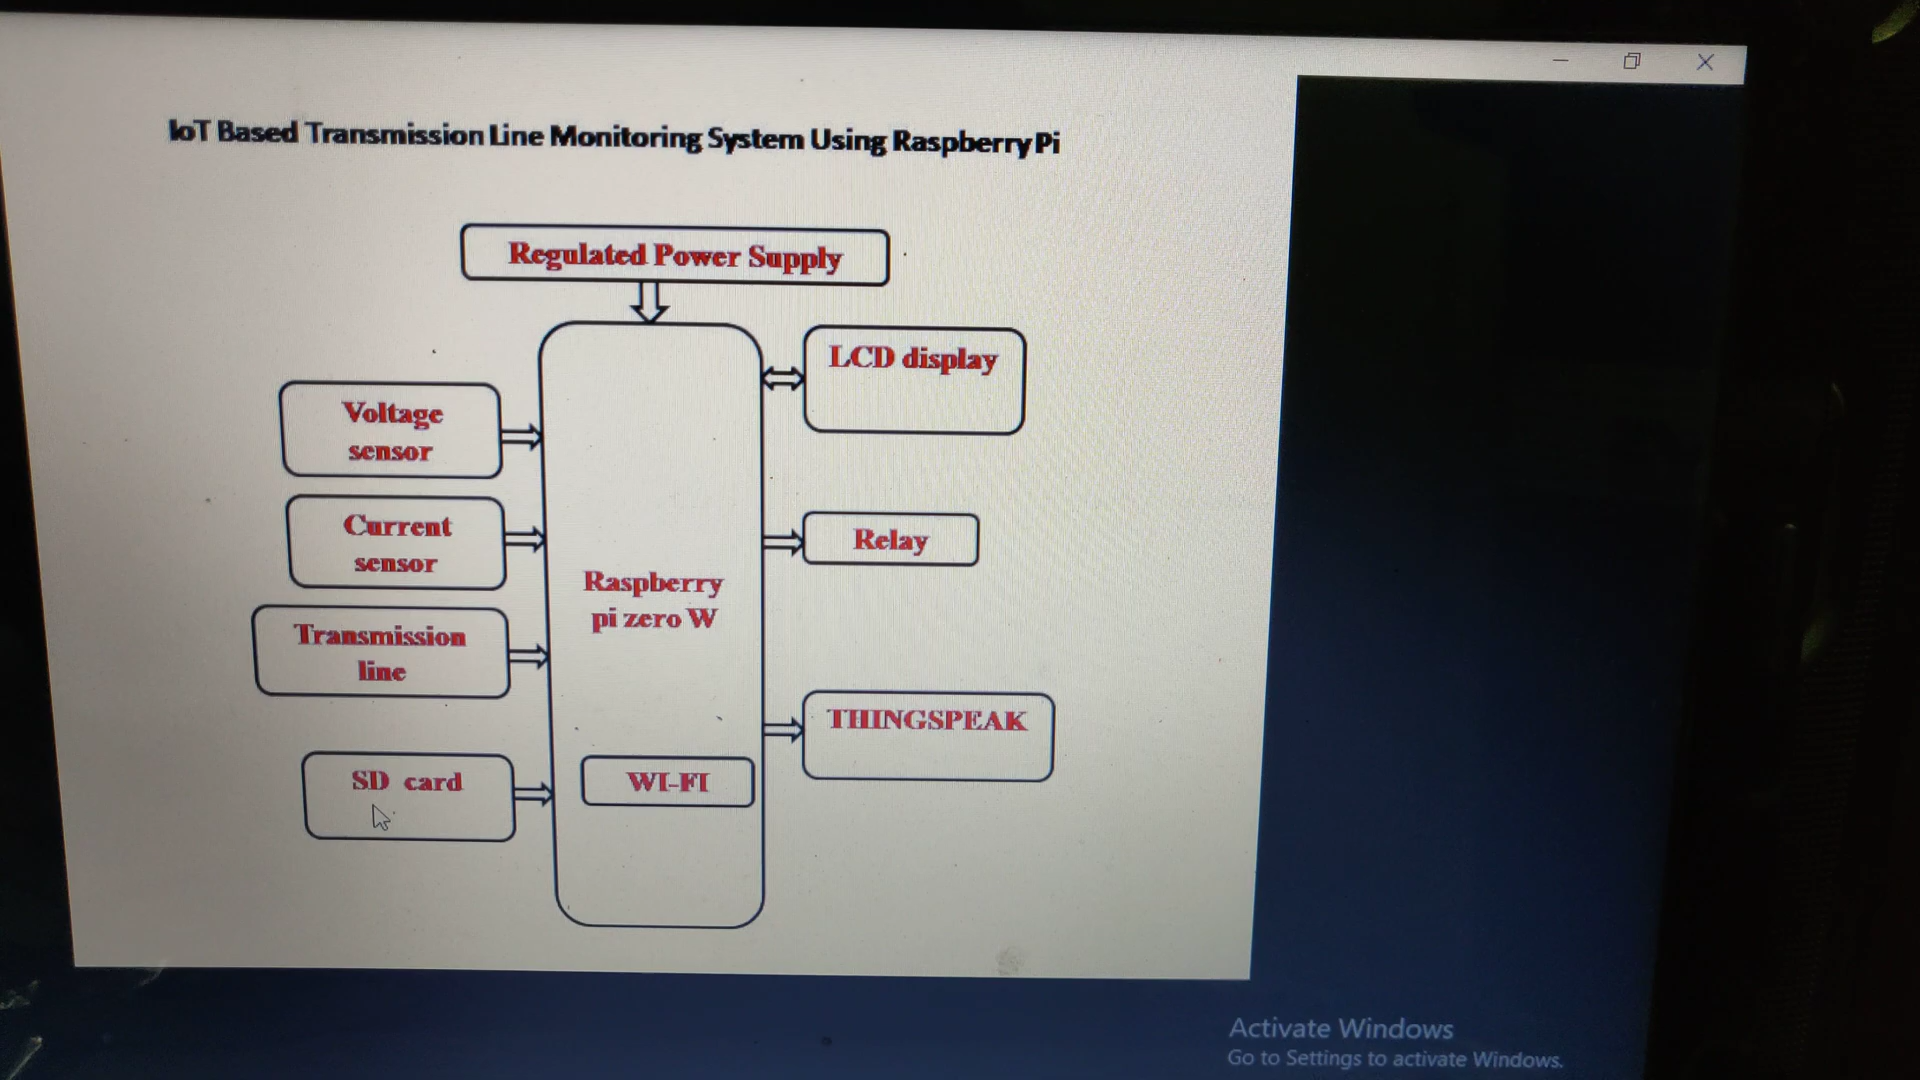 IoT Based Transmission Line Monitoring System Using Raspberry Pi
Regulated Power Supply
LCD display
Voltage
sensor
Current
sensor
Relay
Raspberry
pi zero W
Transmission
line
THINGSPEAK
SD card
WI-FI
Activate Windows
Go to Settings to activate Windows.